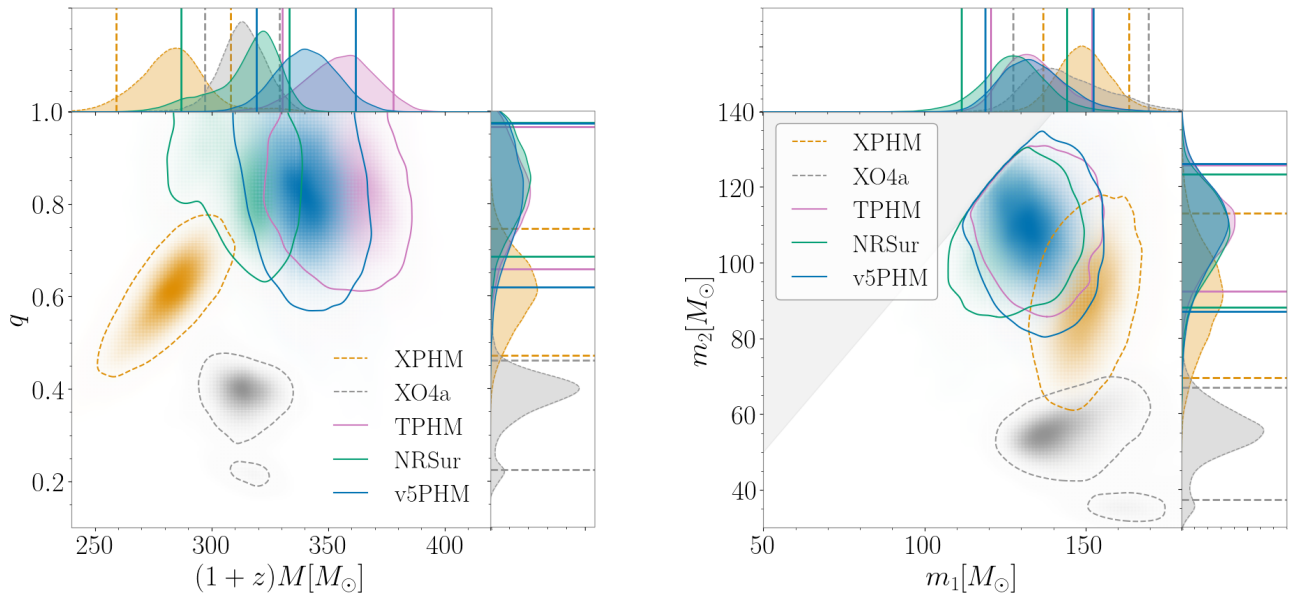 1.0
0.8
0.6
0.4
0.2
q
250
300
350
400
(1 + z)M[M⊙]
XPHM
XO4a
TPHM
NRSur
v5PHM
140
120
100
80
60
40
m₂[M⊙]
50
100
150
m₁[M⊙]
XPHM
XO4a
TPHM
NRSur
v5PHM